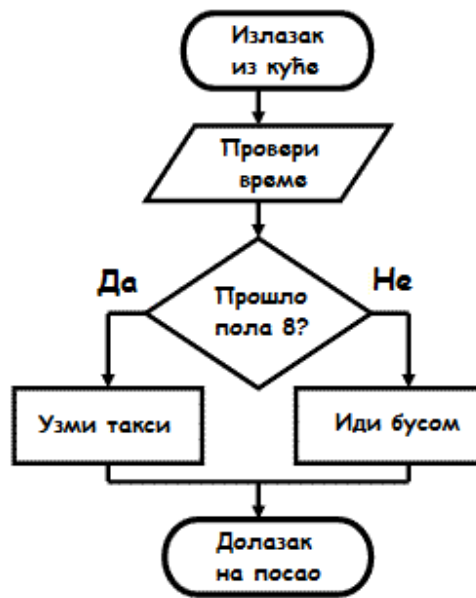 Излазак
из куће
Провери
време
Да
Не
Прошло
пола 8?
Узми такси
Иди бусом
Долазак
на посао